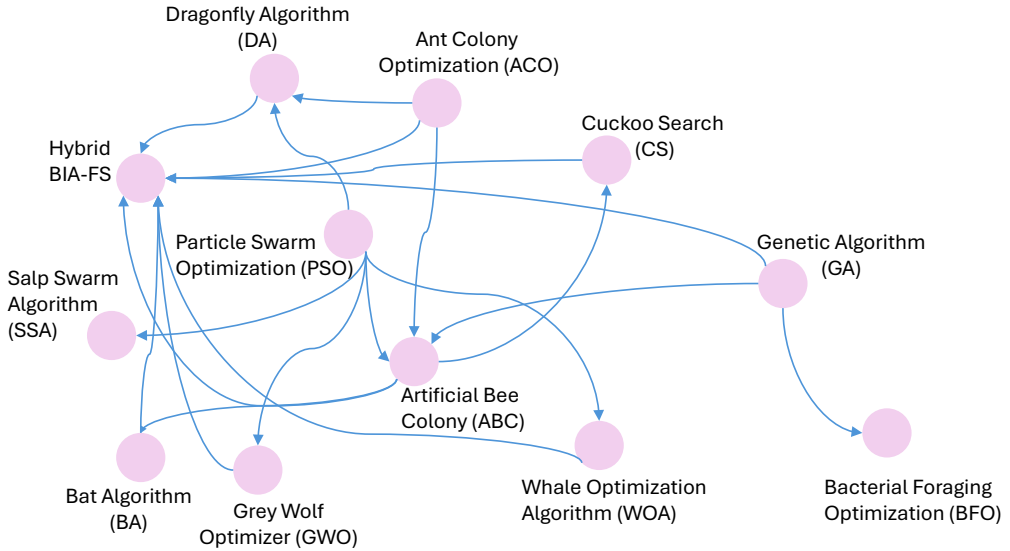 Dragonfly Algorithm
(DA)
Ant Colony
Optimization (ACO)
Cuckoo Search
(CS)
Hybrid
BIA-FS
Particle Swarm
Optimization (PSO)
Genetic Algorithm
(GA)
Salp Swarm
Algorithm
(SSA)
Artificial Bee
Colony (ABC)
Bat Algorithm
(BA)
Grey Wolf
Optimizer (GWO)
Whale Optimization
Algorithm (WOA)
Bacterial Foraging
Optimization (BFO)